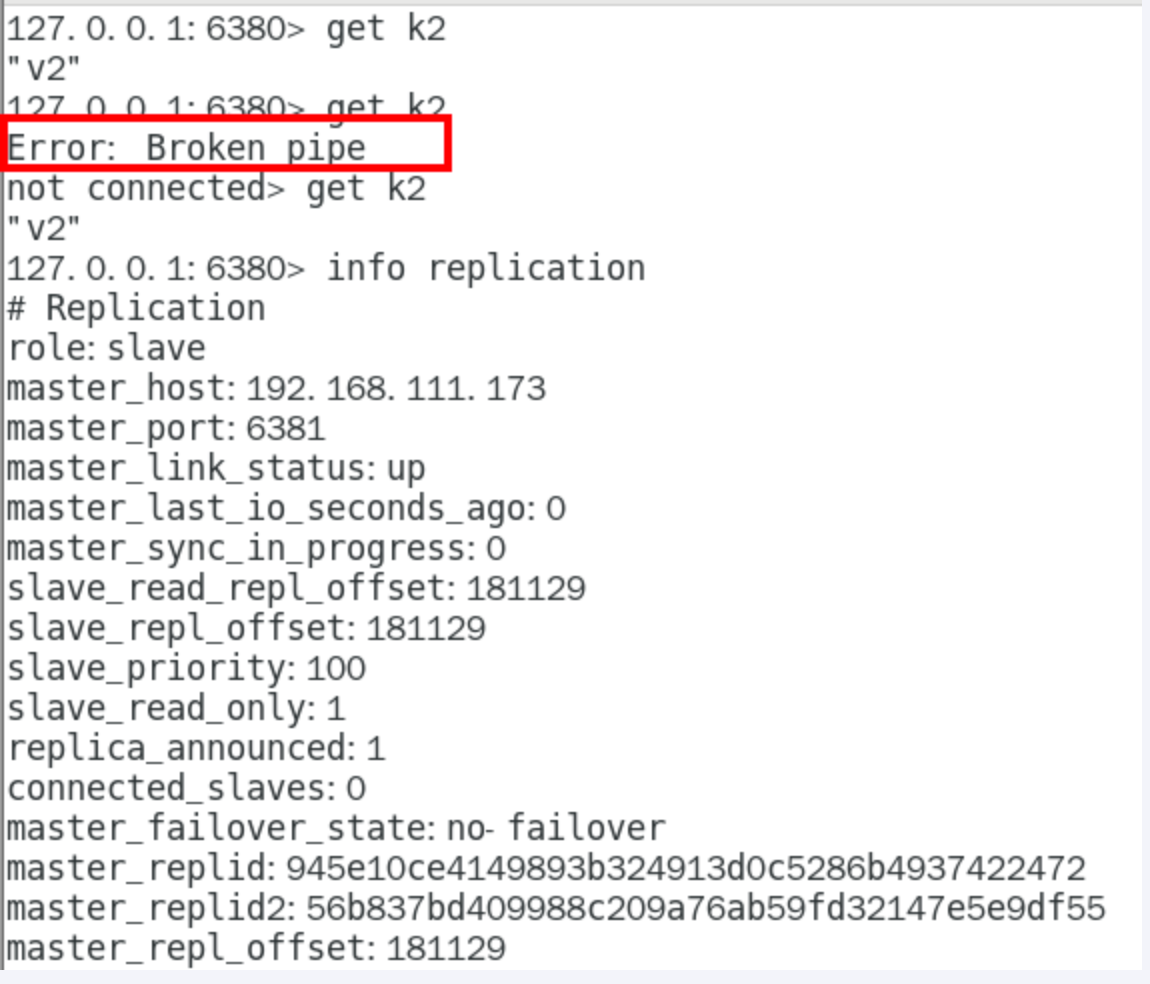 127.0.0.1:6380> get k2
"v2"
127.0.0.1:6380> get k2
Error: Broken pipe
not connected> get k2
"v2"
127.0.0.1:6380> info replication
# Replication
role:slave
master_host:192.168.111.173
master_port:6381
master_link_status:up
master_last_io_seconds_ago:0
master_sync_in_progress:0
slave_read_repl_offset:181129
slave_repl_offset:181129
slave_priority:100
slave_read_only:1
replica_announced:1
connected_slaves:0
master_failover_state:no-failover
master_replid:945e10ce4149893b324913d0c5286b4937422472
master_replid2:56b837bd409988c209a76ab59fd32147e5e9df55
master_repl_offset:181129